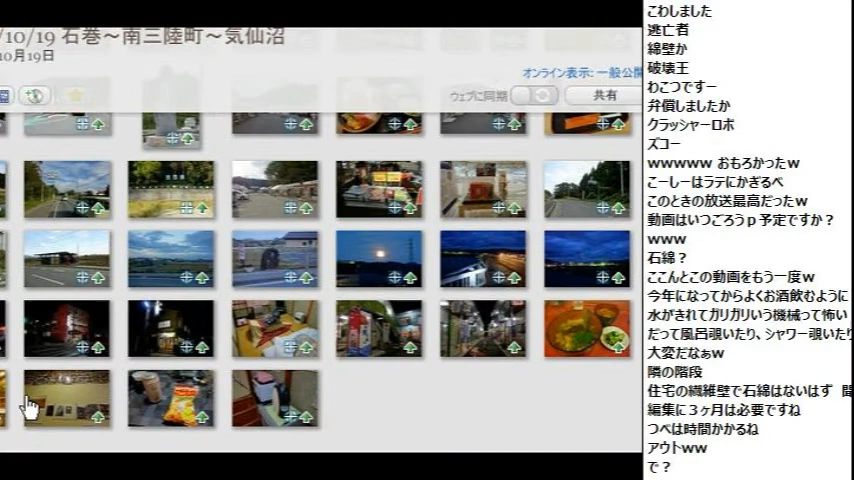 /10/19 石巻～南三陸町～気仙沼
10月19日
オンライン表示: 一般公開
ウェブに同期
共有
こわしました
逃亡者
綿壁か
破壊王
わこつですー
弁償しましたか
クラッシャーロボ
ズコー
wwwww おもろかったw
こーしーはラテにかぎるべ
このときの放送最高だったw
動画はいつごろうｐ予定ですか？
www
石綿？
ここんとこの動画をもう一度w
今年になってからよくお酒飲むように
水がきれてガリガリいう機械って怖い
だって風呂覗いたり、シャワー覗いたり
大変だなぁw
隣の階段
住宅の繊維壁で石綿はないはず
編集に３ヶ月は必要ですね
つべは時間かかるね
アウトww
で？